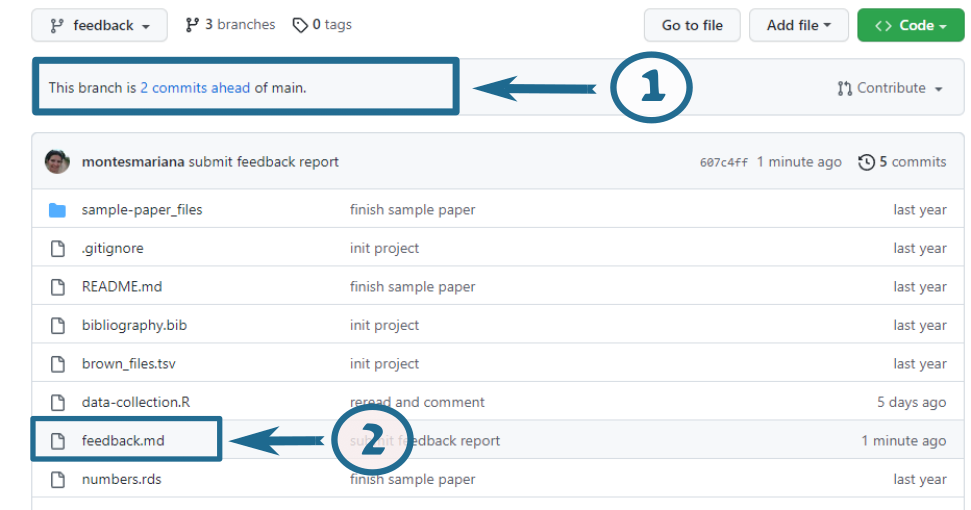 feedback 3 branches 0 tags Go to file Add file Code
This branch is 2 commits ahead of main. 1 Contribute
montesmariana submit feedback report 607c4ff 1 minute ago 5 commits
sample-paper_files finish sample paper last year
.gitignore init project last year
README.md finish sample paper last year
bibliography.bib init project last year
brown_files.tsv init project last year
data-collection.R reread and comment 5 days ago
feedback.md 2 submit feedback report 1 minute ago
numbers.rds finish sample paper last year